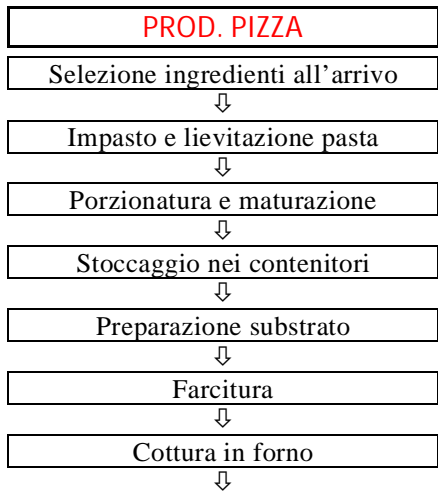 PROD. PIZZA
Selezione ingredienti all'arrivo
⇩
Impasto e lievitazione pasta
⇩
Porzionatura e maturazione
⇩
Stoccaggio nei contenitori
⇩
Preparazione substrato
⇩
Farcitura
⇩
Cottura in forno
⇩